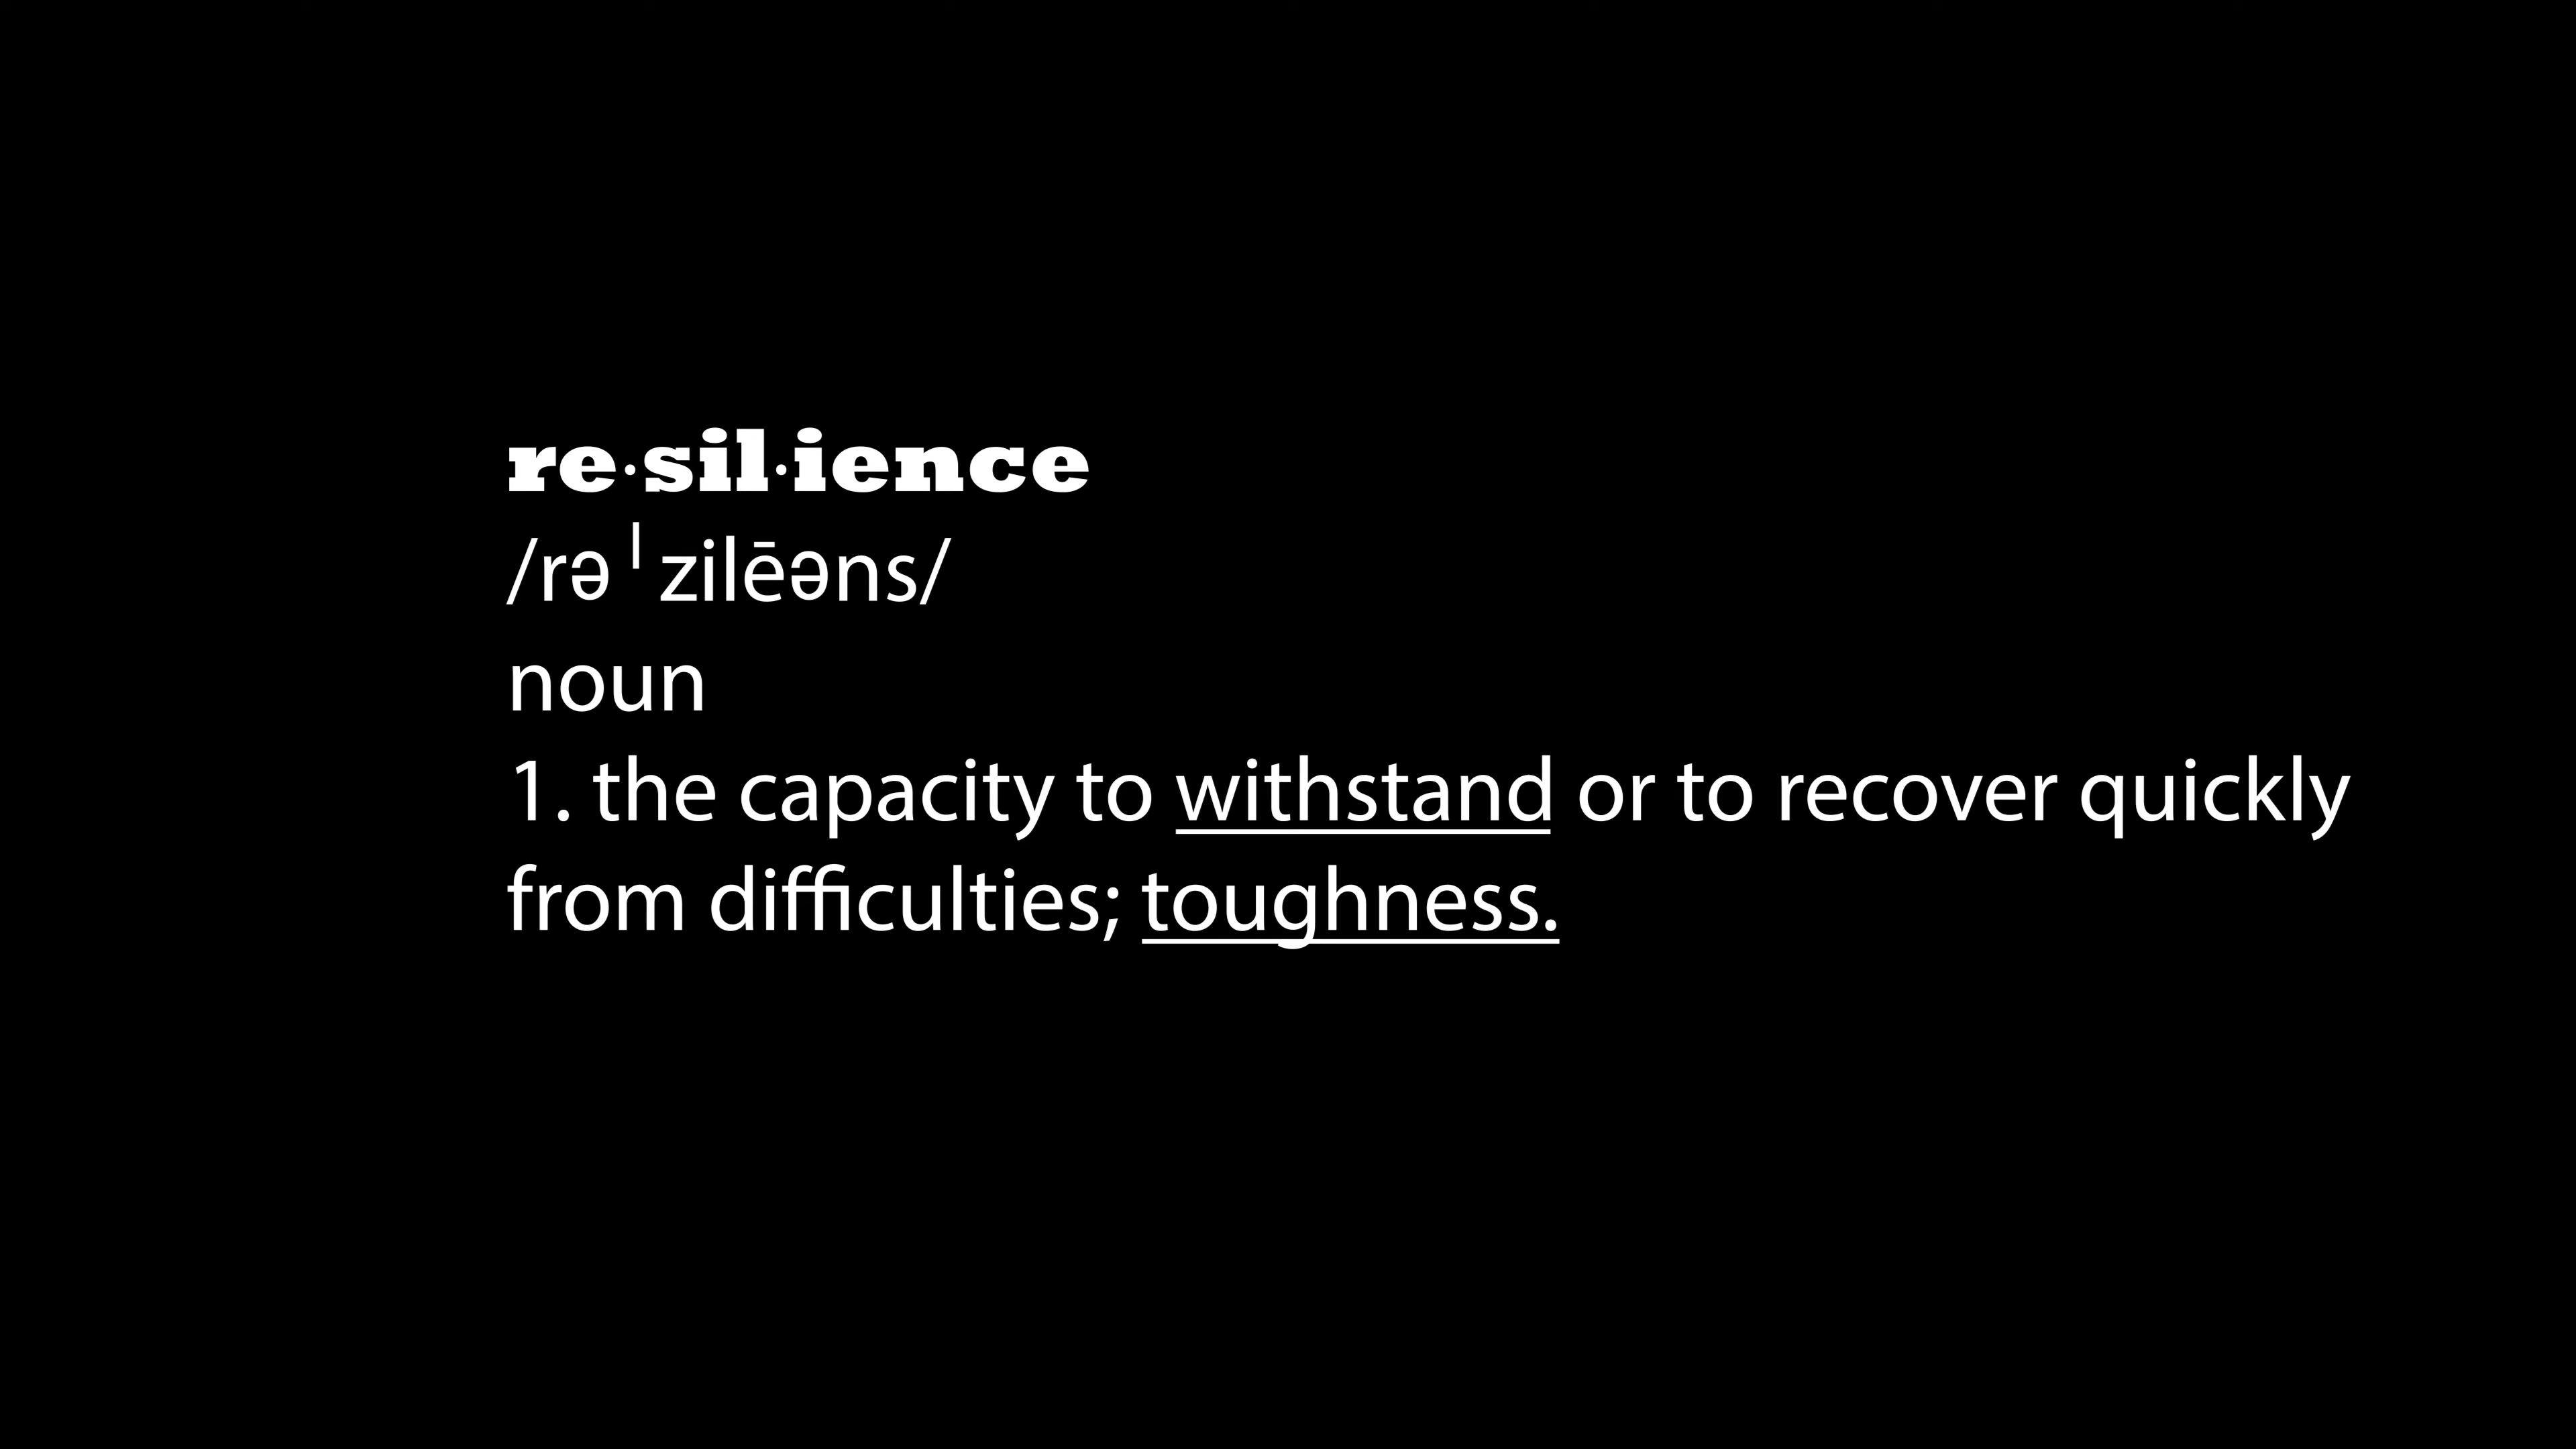 re·sil·ience
/rəˈzilēəns/
noun
1. the capacity to withstand or to recover quickly
from difficulties; toughness.